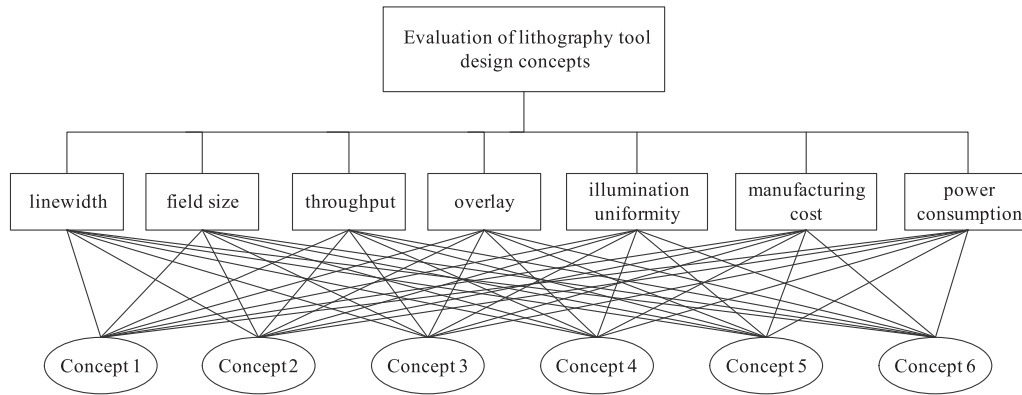 Evaluation of lithography tool
design concepts
linewidth
field size
throughput
overlay
illumination
uniformity
manufacturing
cost
power
consumption
Concept 1
Concept 2
Concept 3
Concept 4
Concept 5
Concept 6